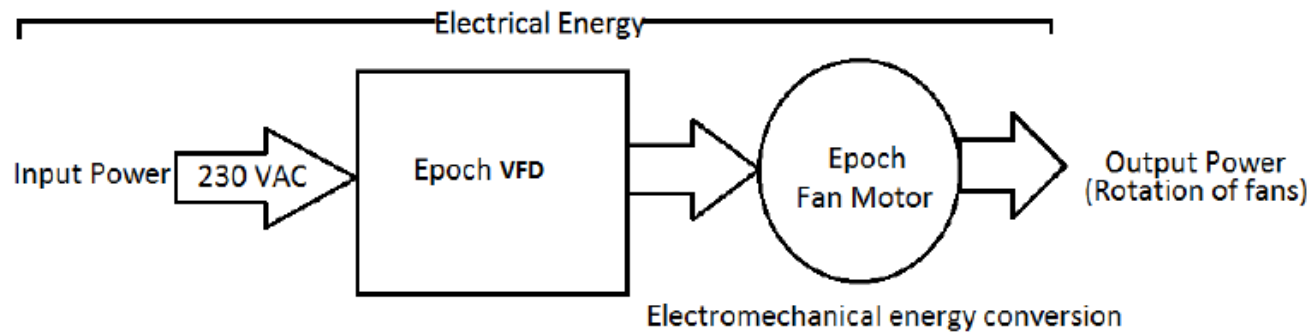 Electrical Energy
Input Power
230 VAC
Epoch VFD
Epoch
Fan Motor
Output Power
(Rotation of fans)
Electromechanical energy conversion